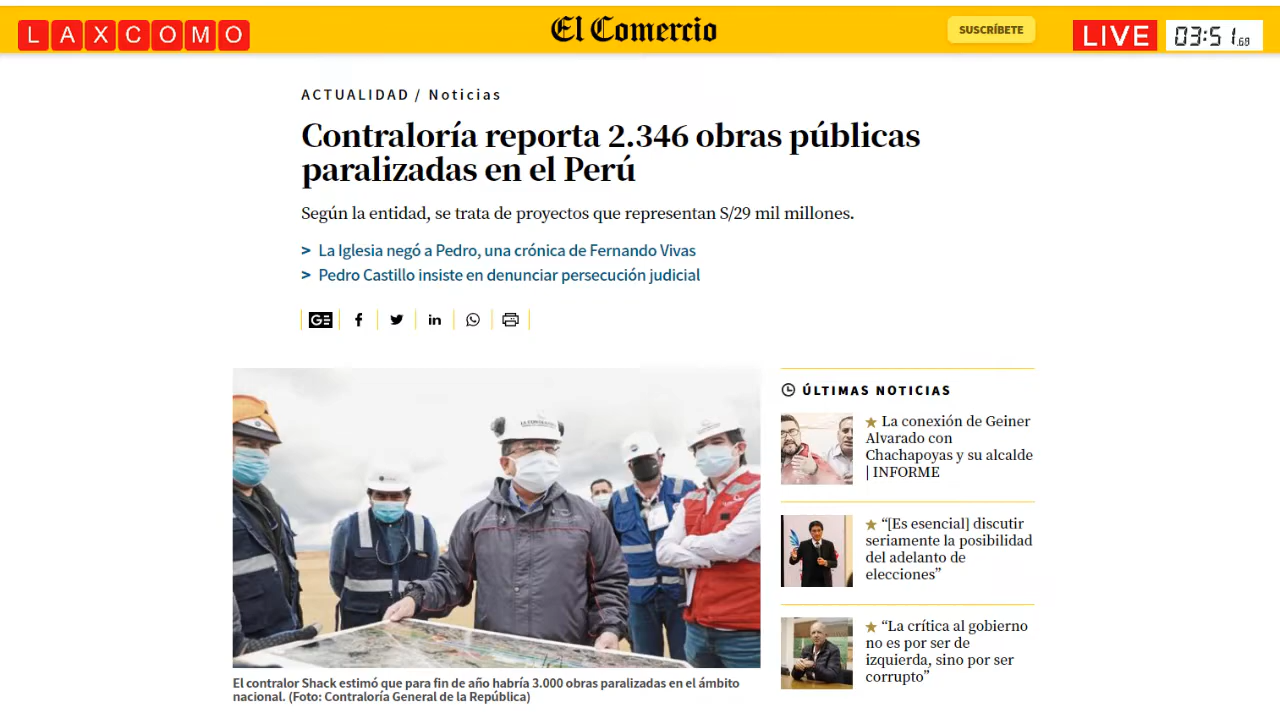 LAXCOMO
El Comercio
SUSCRÍBETE
LIVE
03:51.68
ACTUALIDAD / Noticias
Contraloría reporta 2.346 obras públicas
paralizadas en el Perú
Según la entidad, se trata de proyectos que representan S/29 mil millones.
> La Iglesia negó a Pedro, una crónica de Fernando Vivas
> Pedro Castillo insiste en denunciar persecución judicial
GE
f
in
ÚLTIMAS NOTICIAS
★ La conexión de Geiner
Alvarado con
Chachapoyas y su alcalde
| INFORME
★ “[Es esencial] discutir
seriamente la posibilidad
del adelanto de
elecciones”
★ “La crítica al gobierno
no es por ser de
izquierda, sino por ser
corrupto”
El contralor Shack estimó que para fin de año habría 3.000 obras paralizadas en el ámbito
nacional. (Foto: Contraloría General de la República)